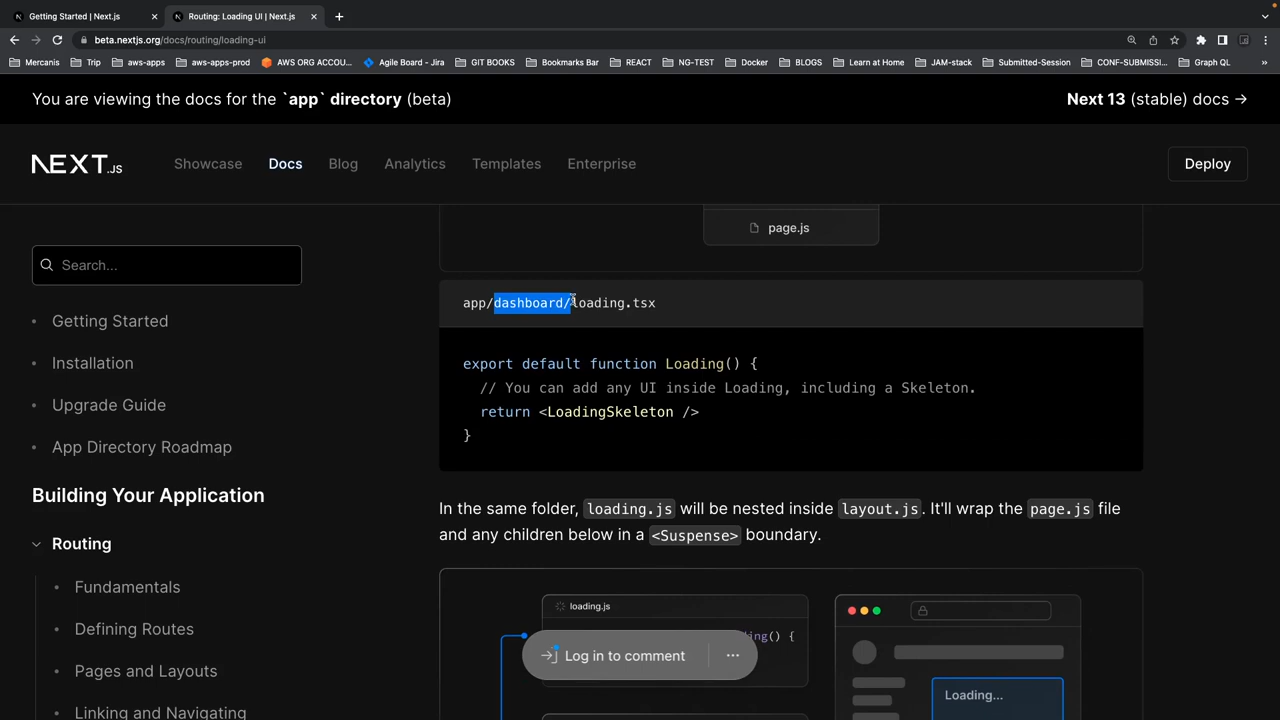 Getting Started | Next.js
Routing: Loading UI | Next.js
beta.nextjs.org/docs/routing/loading-ui
Mercanis
Trip
aws-apps
aws-apps-prod
AWS ORG ACCOU...
Agile Board - Jira
GIT BOOKS
Bookmarks Bar
REACT
NG-TEST
Docker
BLOGS
Learn at Home
JAM-stack
Submitted-Session
CONF-SUBMISSI...
Graph QL
»
You are viewing the docs for the `app` directory (beta)
Next 13 (stable) docs →
NEXT.JS
Showcase
Docs
Blog
Analytics
Templates
Enterprise
Deploy
Search...
Getting Started
Installation
Upgrade Guide
App Directory Roadmap
Building Your Application
Routing
Fundamentals
Defining Routes
Pages and Layouts
Linking and Navigating
page.js
app/dashboard/loading.tsx
export default function Loading() {
// You can add any UI inside Loading, including a Skeleton.
return <LoadingSkeleton />
}
In the same folder, loading.js will be nested inside layout.js. It'll wrap the page.js file
and any children below in a <Suspense> boundary.
loading.js
ding() {
Log in to comment
Loading...